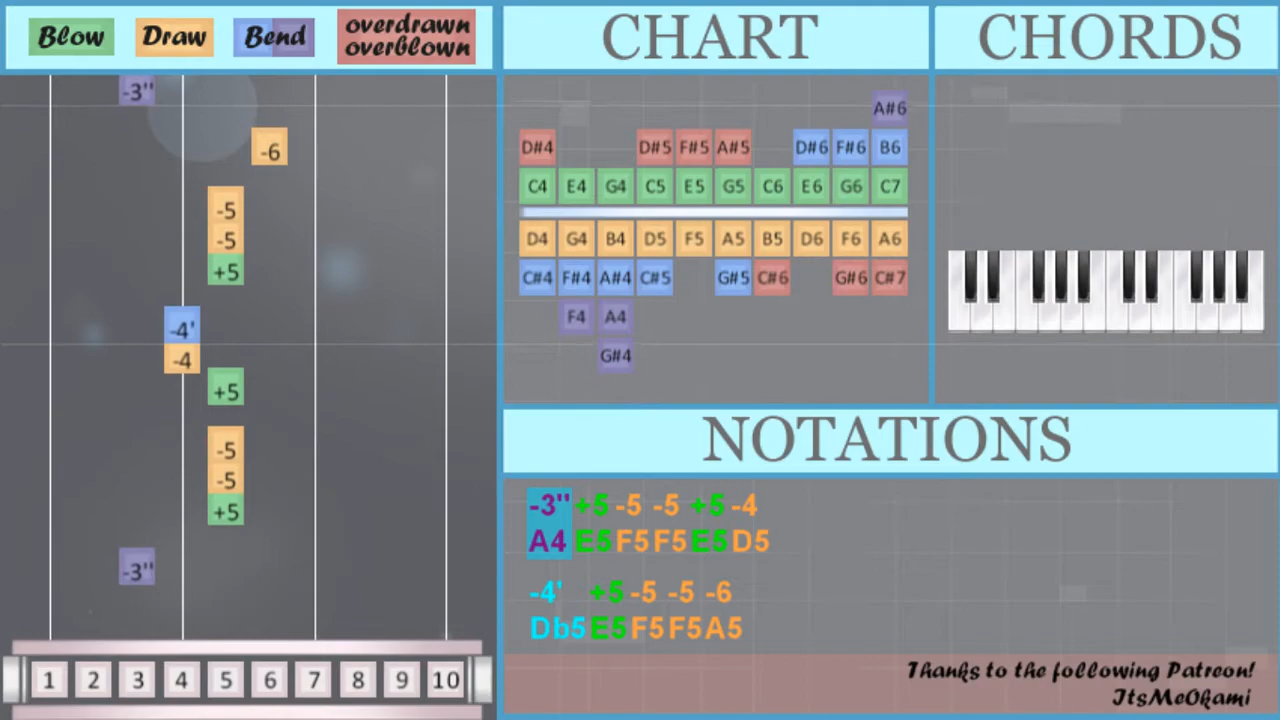 Blow Draw Bend overdrawn
overblown
CHART
CHORDS
-3"
-6
-5
-5
+5
-4'
-4
+5
-5
-5
+5
-3"
1 2 3 4 5 6 7 8 9 10
A#6
D#4 D#5 F#5 A#5 D#6 F#6 B6
C4 E4 G4 C5 E5 G5 C6 E6 G6 C7
D4 G4 B4 D5 F5 A5 B5 D6 F6 A6
C#4 F#4 A#4 C#5 G#5 C#6 G#6 C#7
F4 A4
G#4
NOTATIONS
-3" +5 -5 -5 +5 -4
A4 E5 F5 F5 E5 D5
-4' +5 -5 -5 -6
Db5 E5 F5 F5 A5
Thanks to the following Patreon!
ItsMeOkami